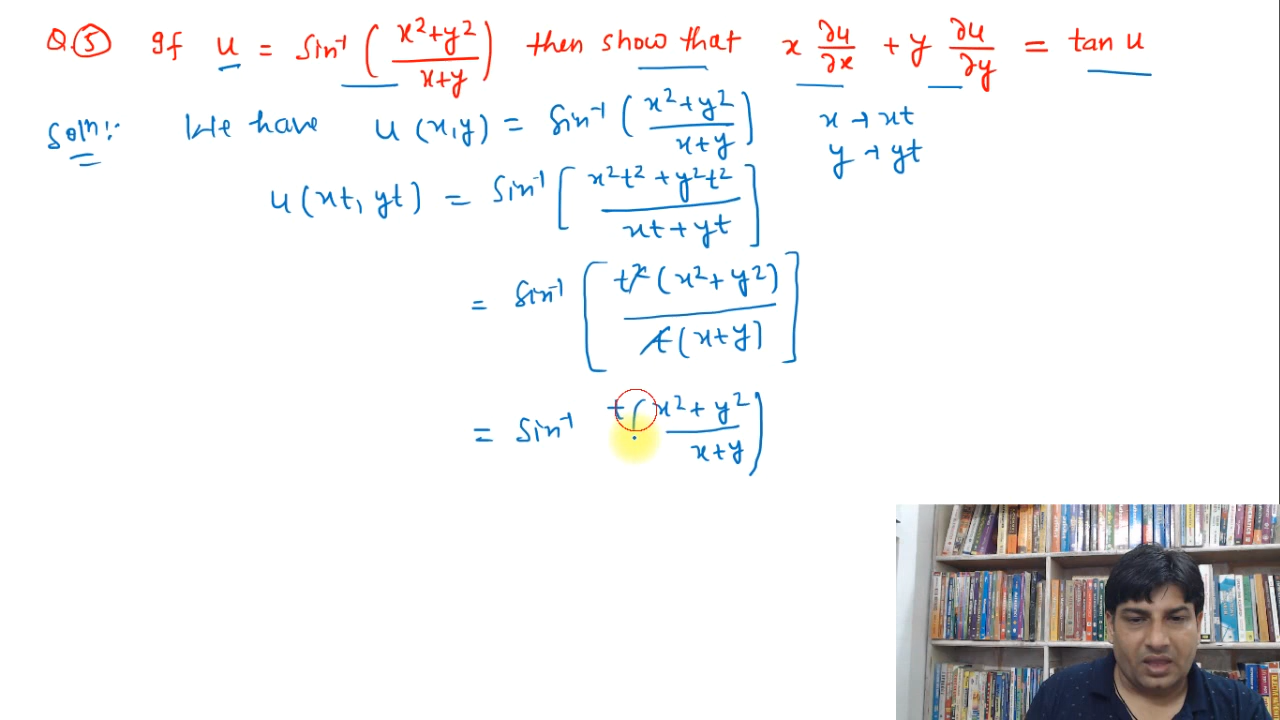 Q.(5) If u = Sin⁻¹ (x²+y² / x+y) then show that x ∂u/∂x + y ∂u/∂y = tan u
Soln:- We have u(x,y) = Sin⁻¹ (x²+y² / x+y) x → xt
y → yt
u(xt, yt) = Sin⁻¹ [x²t² + y²t² / xt + yt]
= Sin⁻¹ [t²(x²+y²) / t(x+y)]
= Sin⁻¹ t(x²+y² / x+y)